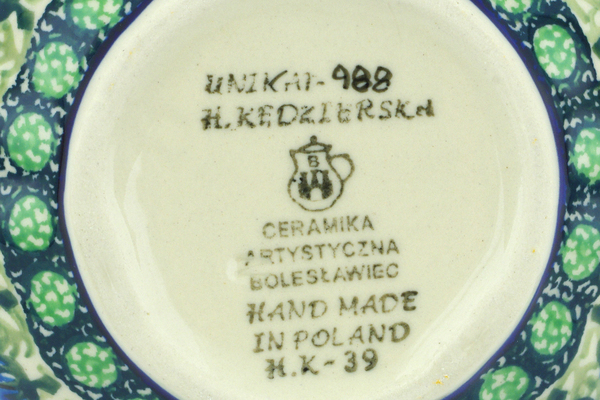 UNIKAT-988
H. KEDZIERSKA
B
CERAMIKA
ARTYSTYCZNA
BOLESŁAWIEC
HAND MADE
IN POLAND
H.K-39